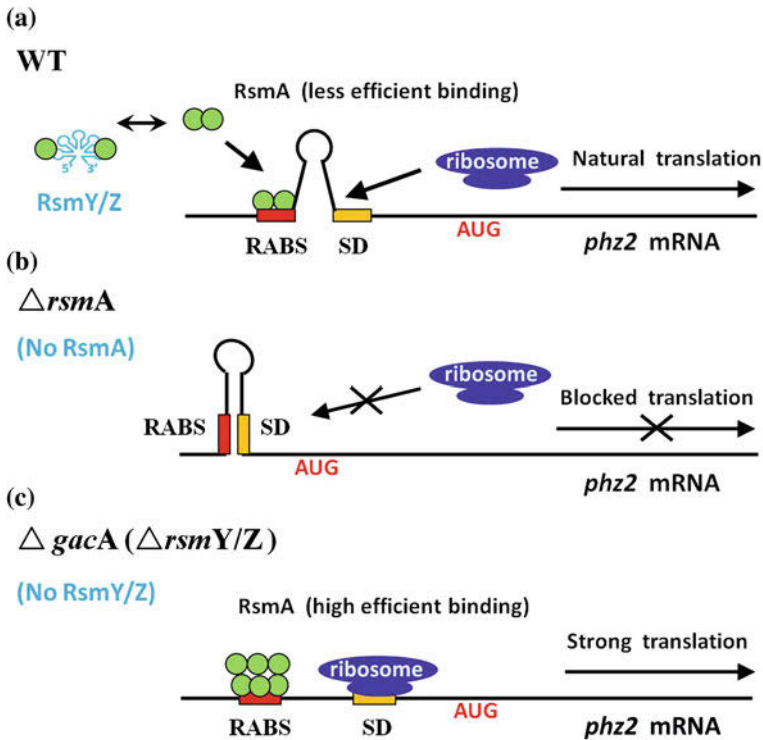 (a)
WT
RsmA (less efficient binding)
5' 3'
RsmY/Z
ribosome
Natural translation
RABS SD
AUG
phz2 mRNA
(b)
△rsmA
(No RsmA)
ribosome
Blocked translation
RABS SD
AUG
phz2 mRNA
(c)
△ gacA (△rsmY/Z)
(No RsmY/Z)
RsmA (high efficient binding)
ribosome
Strong translation
RABS SD
AUG
phz2 mRNA